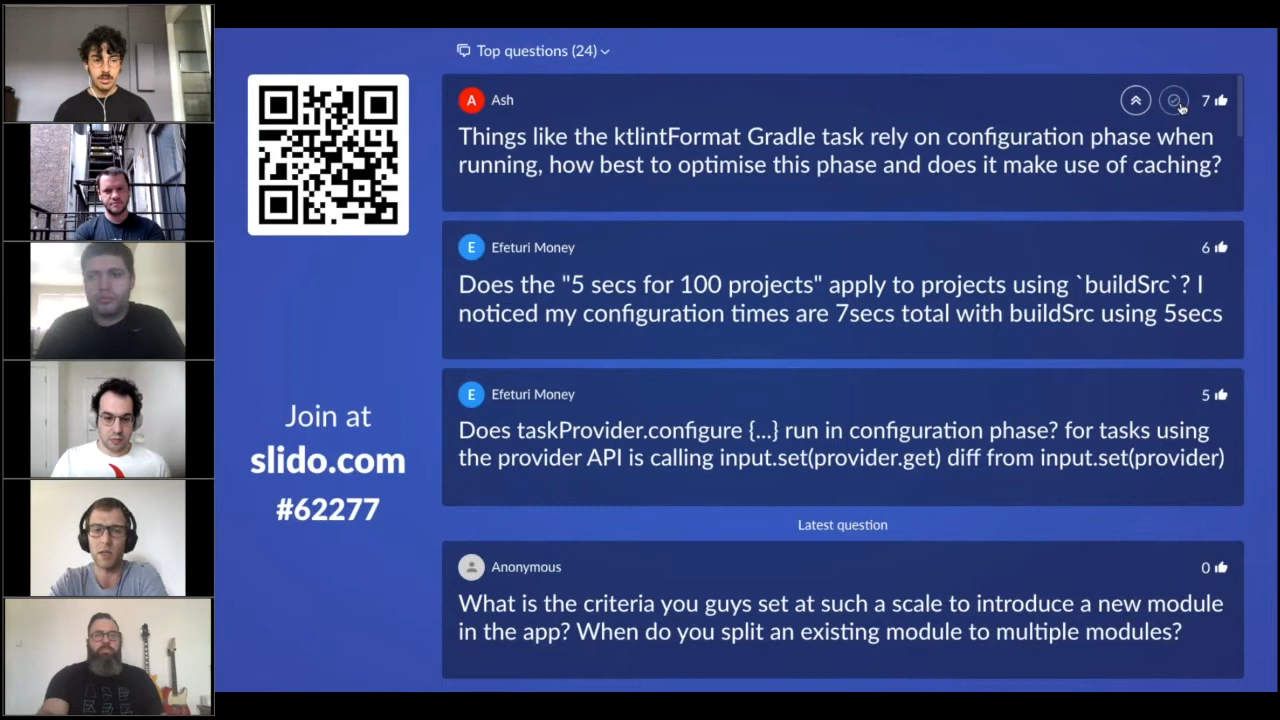 Top questions (24)
A Ash 7
Things like the ktlintFormat Gradle task rely on configuration phase when
running, how best to optimise this phase and does it make use of caching?
E Efeturi Money 6
Does the "5 secs for 100 projects" apply to projects using `buildSrc`? I
noticed my configuration times are 7secs total with buildSrc using 5secs
E Efeturi Money 5
Does taskProvider.configure {...} run in configuration phase? for tasks using
the provider API is calling input.set(provider.get) diff from input.set(provider)
Join at
slido.com
#62277
Latest question
Anonymous 0
What is the criteria you guys set at such a scale to introduce a new module
in the app? When do you split an existing module to multiple modules?